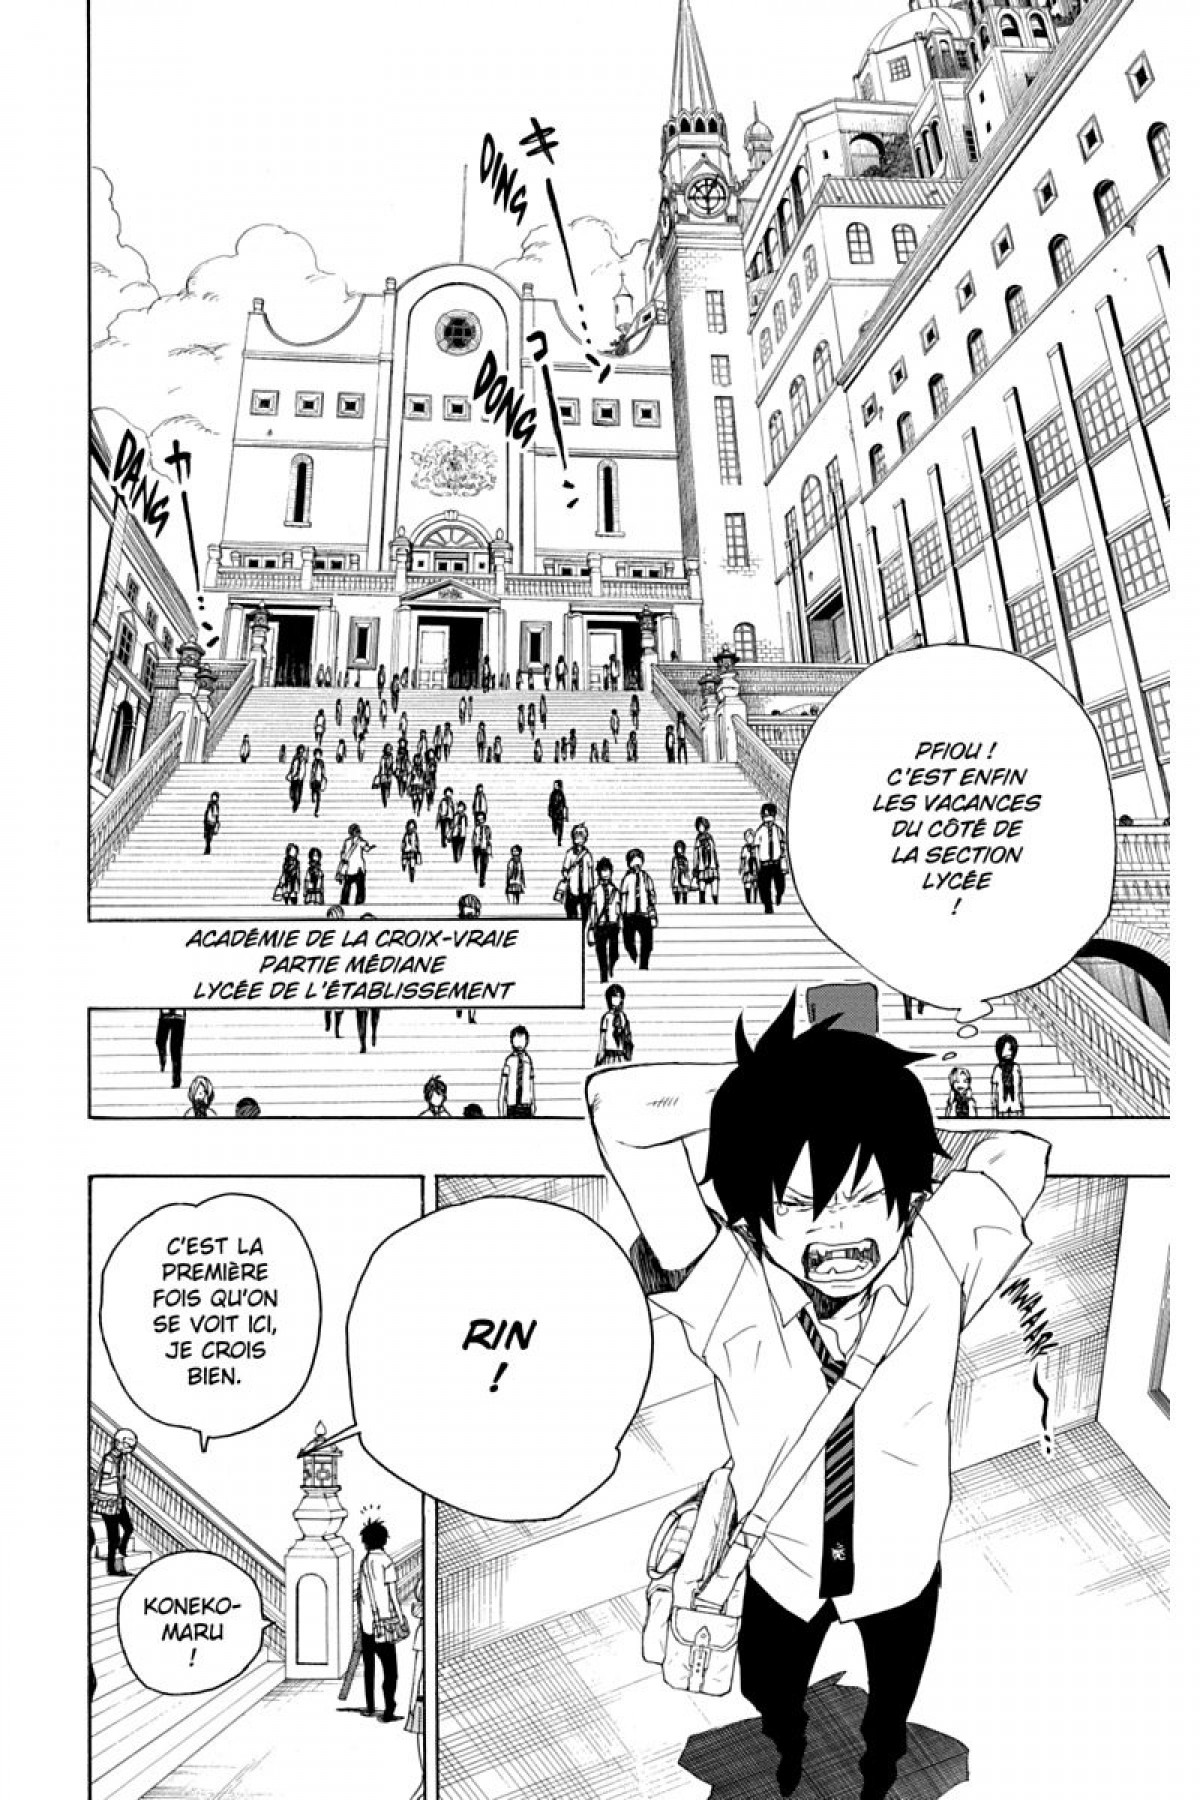 キ
DING
コ
DONG
カ
DANG
PFIOU !
C'EST ENFIN
LES VACANCES
DU CÔTÉ DE
LA SECTION
LYCÉE
!
ACADÉMIE DE LA CROIX-VRAIE
PARTIE MÉDIANE
LYCÉE DE L'ÉTABLISSEMENT
RIN
!
C'EST LA
PREMIÈRE
FOIS QU'ON
SE VOIT ICI,
JE CROIS
BIEN.
KONEKO-
MARU
!